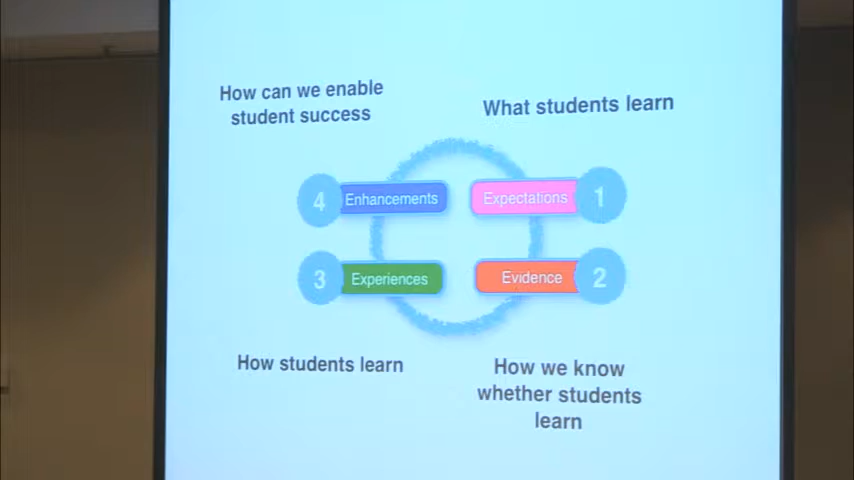 How can we enable
student success
What students learn
4 Enhancements
Expectations 1
3 Experiences
Evidence 2
How students learn
How we know
whether students
learn